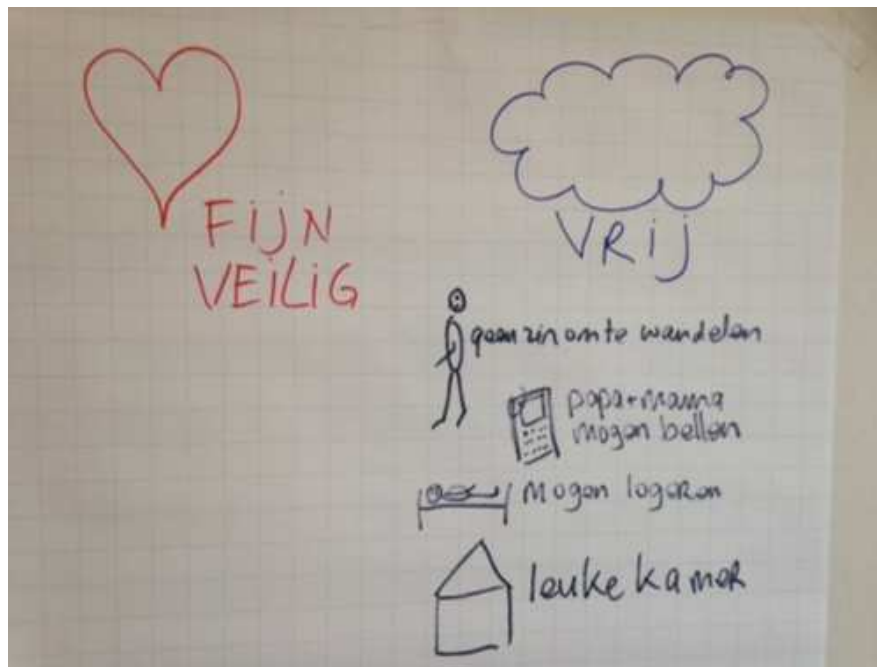 FIJN
VEILIG
VRIJ
geen zin om te wandelen
papa+mama
mogen bellen
mogen logeren
leuke kamer